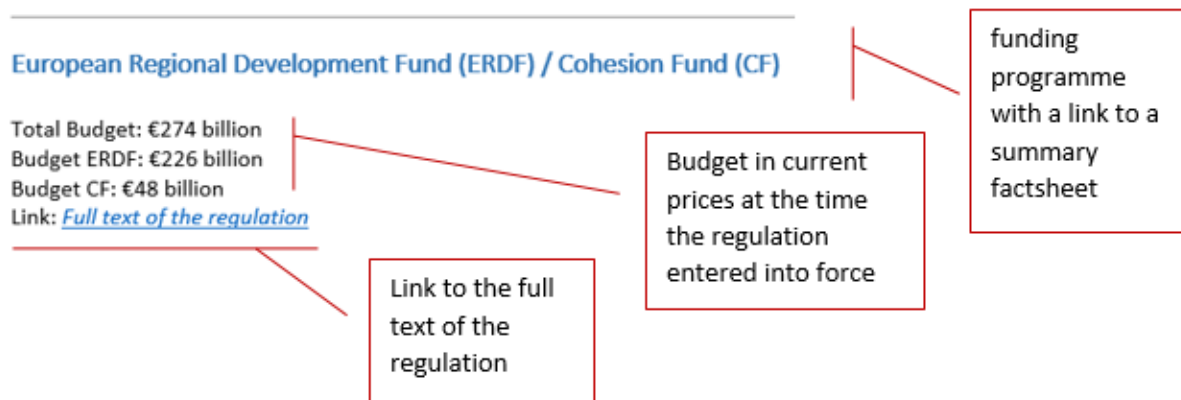 European Regional Development Fund (ERDF) / Cohesion Fund (CF)
Total Budget: €274 billion
Budget ERDF: €226 billion
Budget CF: €48 billion
Link: Full text of the regulation
funding
programme
with a link to a
summary
factsheet
Budget in current
prices at the time
the regulation
entered into force
Link to the full
text of the
regulation